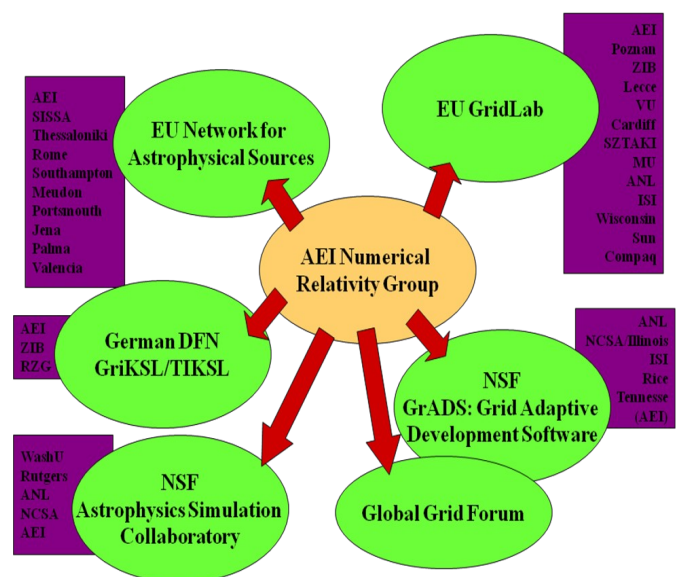 AEI
SISSA
Thessaloniki
Rome
Southampton
Meudon
Portsmouth
Jena
Palma
Valencia
EU Network for
Astrophysical Sources
EU GridLab
AEI
Poznan
ZIB
Lecce
VU
Cardiff
SZTAKI
MU
ANL
ISI
Wisconsin
Sun
Compaq
AEI Numerical
Relativity Group
AEI
ZIB
RZG
German DFN
GriKSL/TIKSL
NSF
GrADS: Grid Adaptive
Development Software
ANL
NCSA/Illinois
ISI
Rice
Tennesse
(AEI)
WashU
Rutgers
ANL
NCSA
AEI
NSF
Astrophysics Simulation
Collaboratory
Global Grid Forum